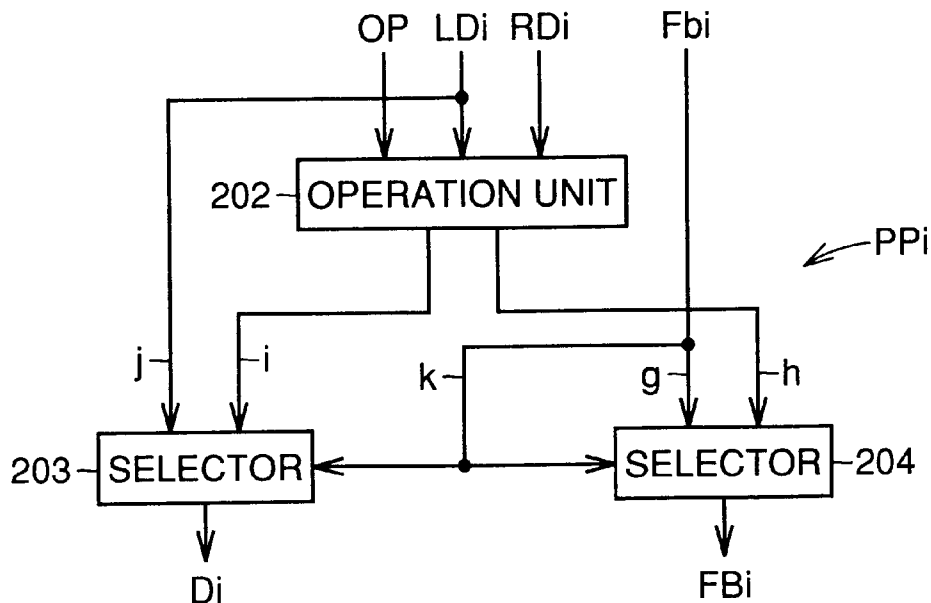 OP LDi RDi Fbi
202 OPERATION UNIT
PPi
j i k g h
203 SELECTOR SELECTOR 204
Di FBi